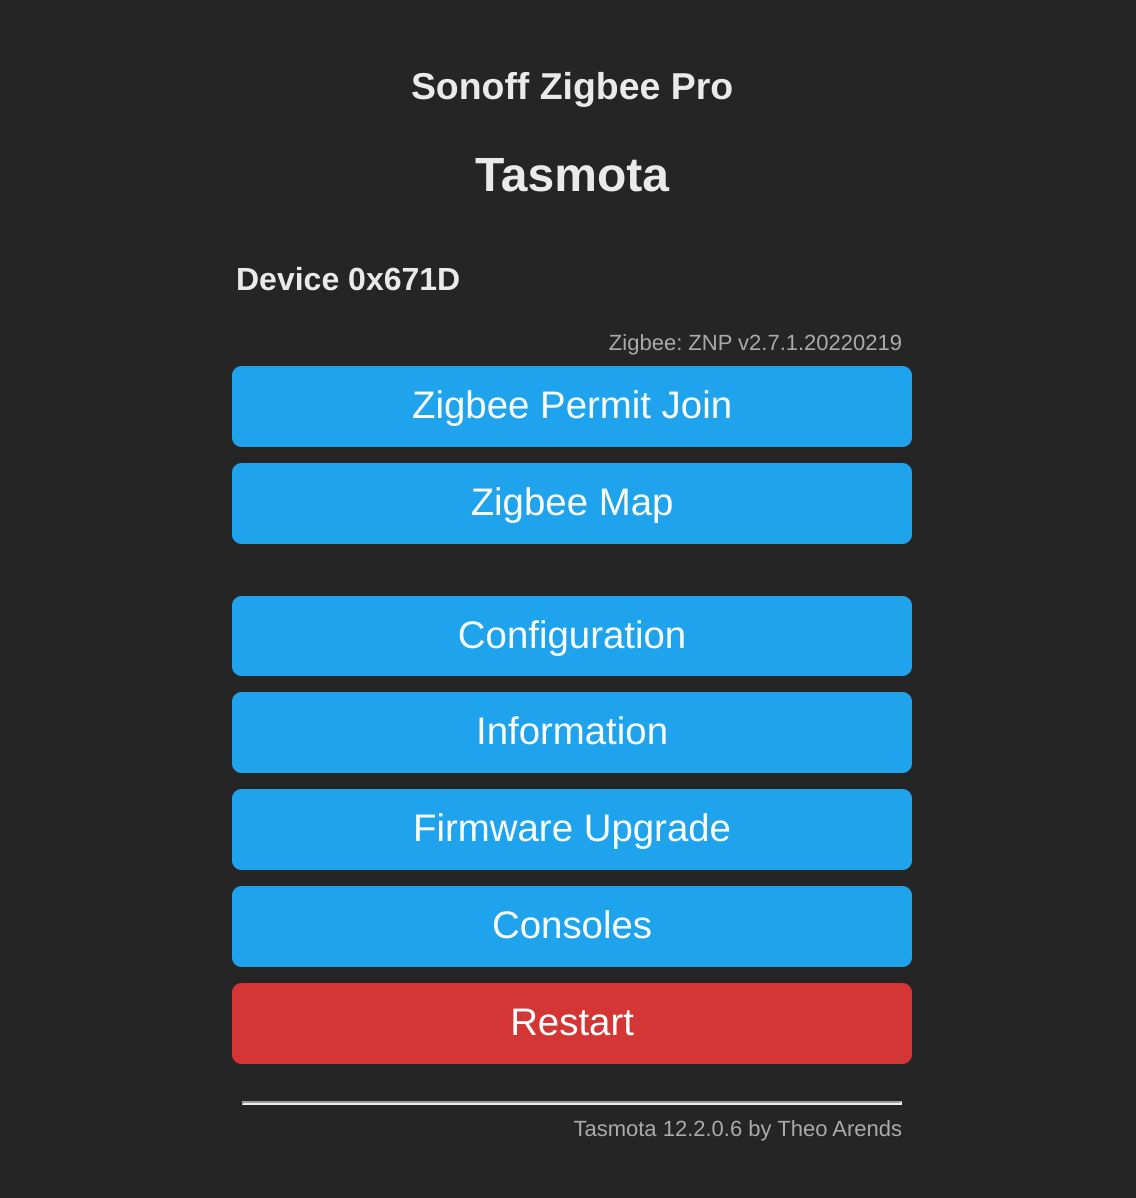 Sonoff Zigbee Pro
Tasmota
Device 0x671D
Zigbee: ZNP v2.7.1.20220219
Zigbee Permit Join
Zigbee Map
Configuration
Information
Firmware Upgrade
Consoles
Restart
Tasmota 12.2.0.6 by Theo Arends